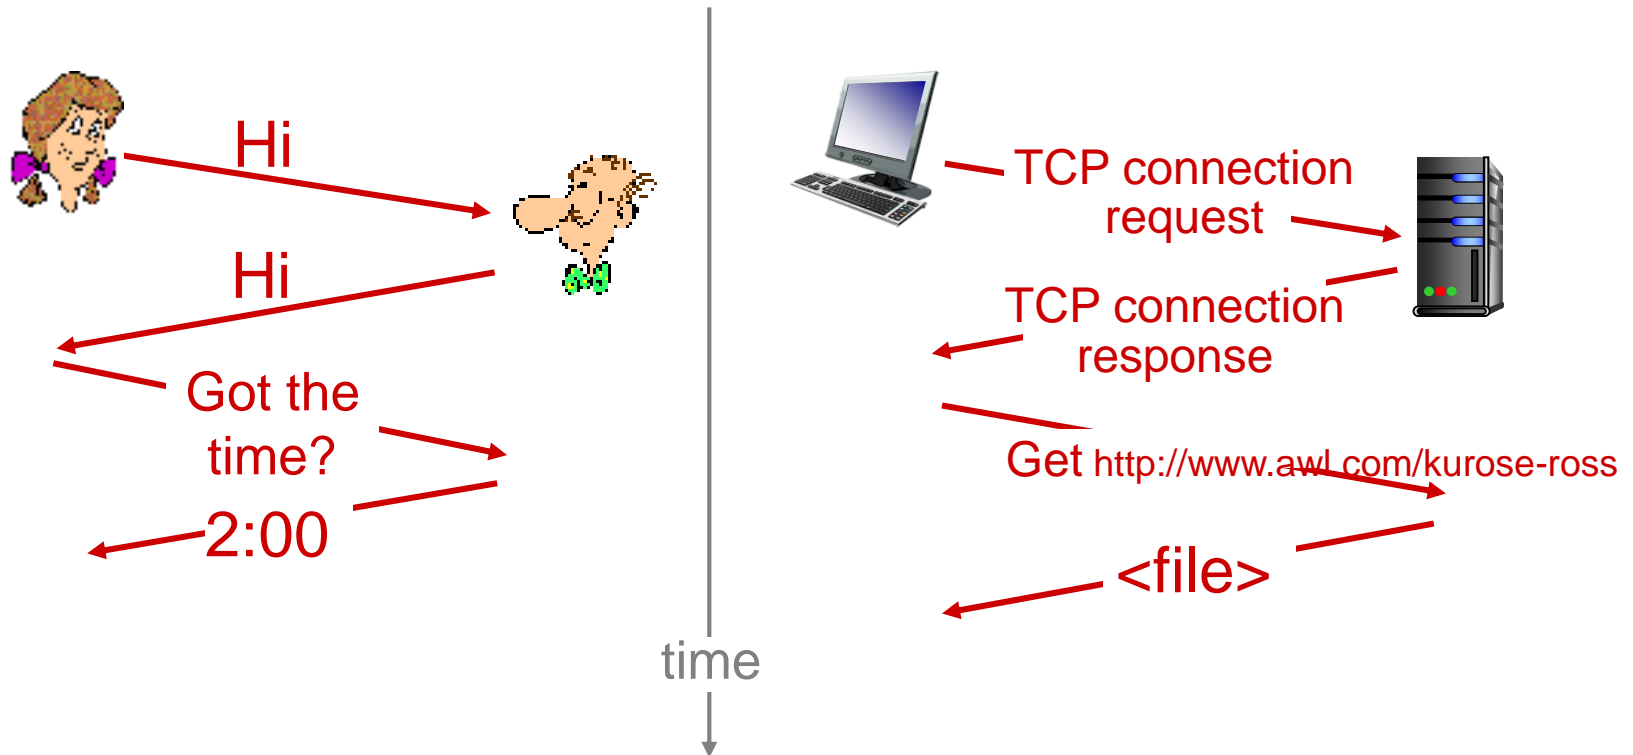 Hi
Hi
Got the
time?
2:00
time
TCP connection
request
TCP connection
response
Get http://www.awl.com/kurose-ross
<file>